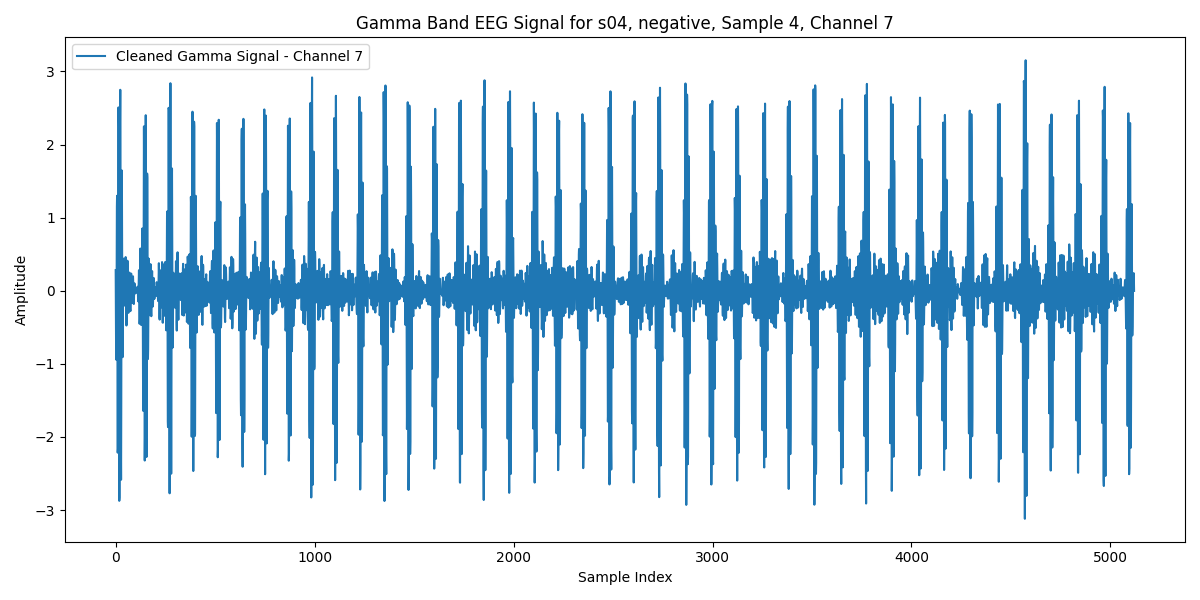 Gamma Band EEG Signal for s04, negative, Sample 4, Channel 7
Cleaned Gamma Signal - Channel 7
Amplitude
3
2
1
0
−1
−2
−3
0 1000 2000 3000 4000 5000
Sample Index